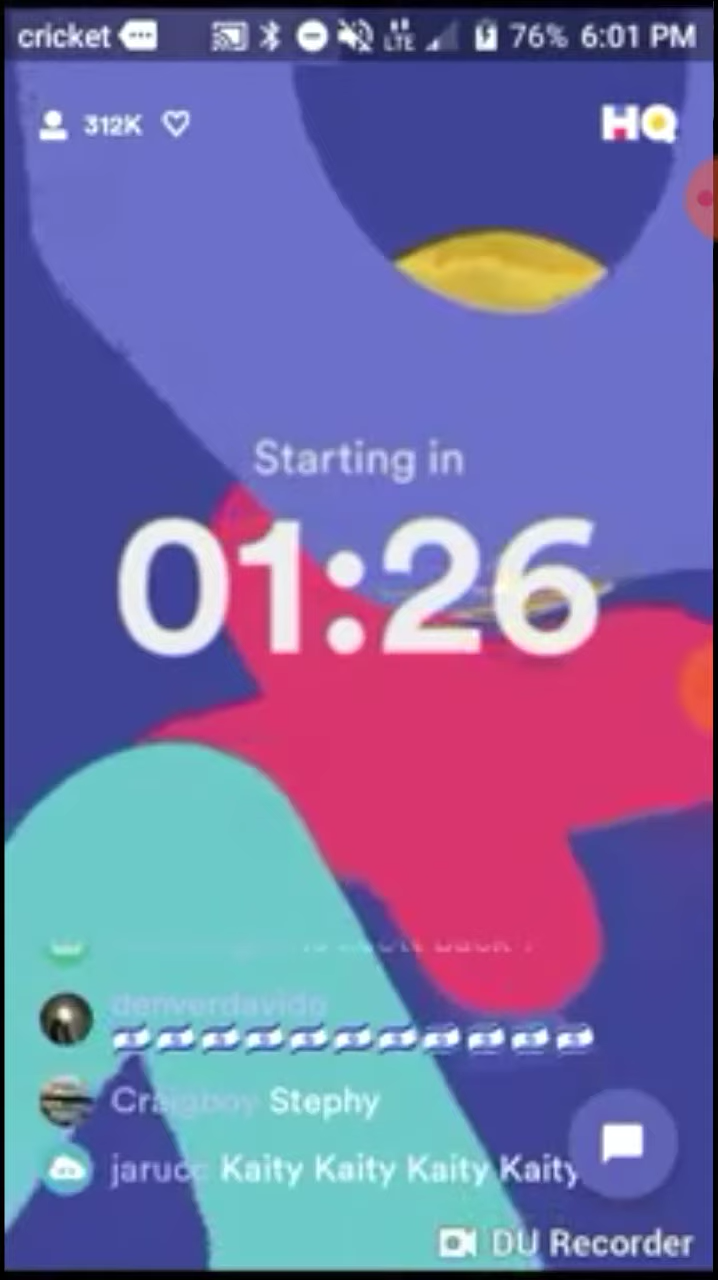 cricket 76% 6:01 PM
LTE
312K HQ
Starting in
01:26
denverdavido
Craigboy Stephy
jarucc Kaity Kaity Kaity Kaity
DU Recorder